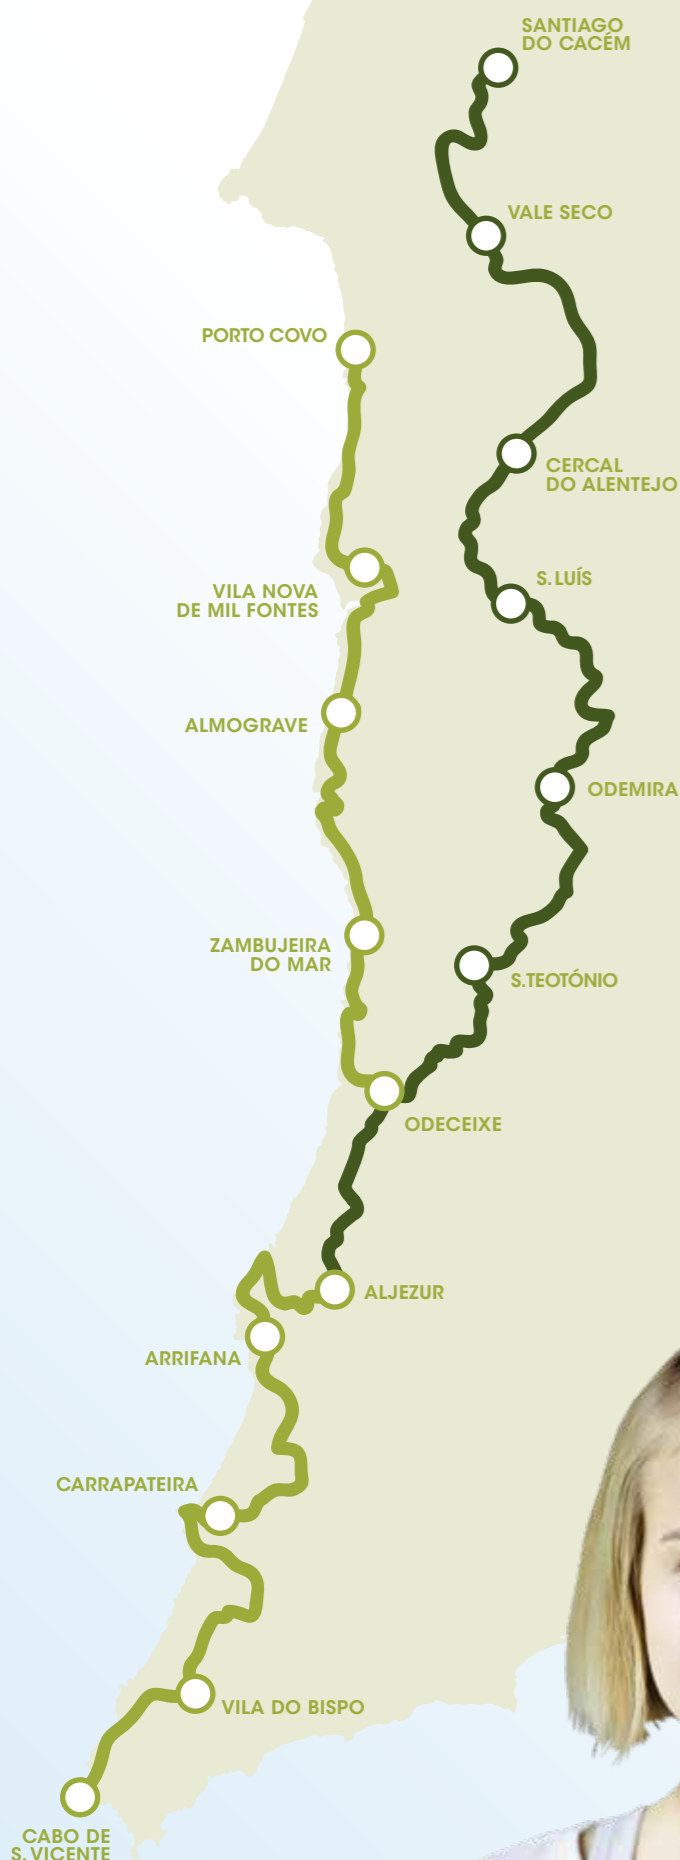 SANTIAGO
DO CACÉM
VALE SECO
PORTO COVO
CERCAL
DO ALENTEJO
S. LUÍS
VILA NOVA
DE MIL FONTES
ALMOGRAVE
ODEMIRA
ZAMBUJEIRA
DO MAR
S.TEOTÓNIO
ODECEIXE
ALJEZUR
ARRIFANA
CARRAPATEIRA
VILA DO BISPO
CABO DE
S. VICENTE